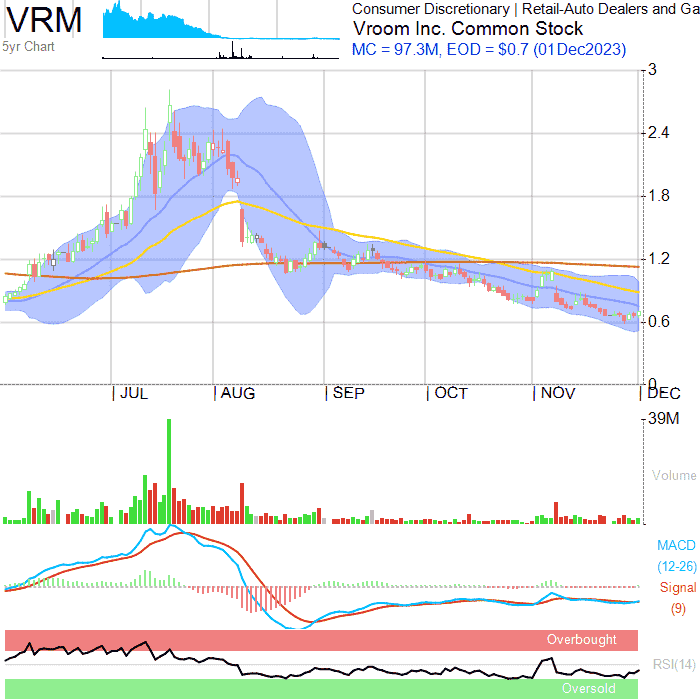 VRM
5yr Chart
Consumer Discretionary | Retail-Auto Dealers and Ga
Vroom Inc. Common Stock
MC = 97.3M, EOD = $0.7 (01Dec2023)
3
2.4
1.8
1.2
0.6
0
JUL AUG SEP OCT NOV DEC
39M
Volume
MACD
(12-26)
Signal
(9)
Overbought
RSI(14)
Oversold